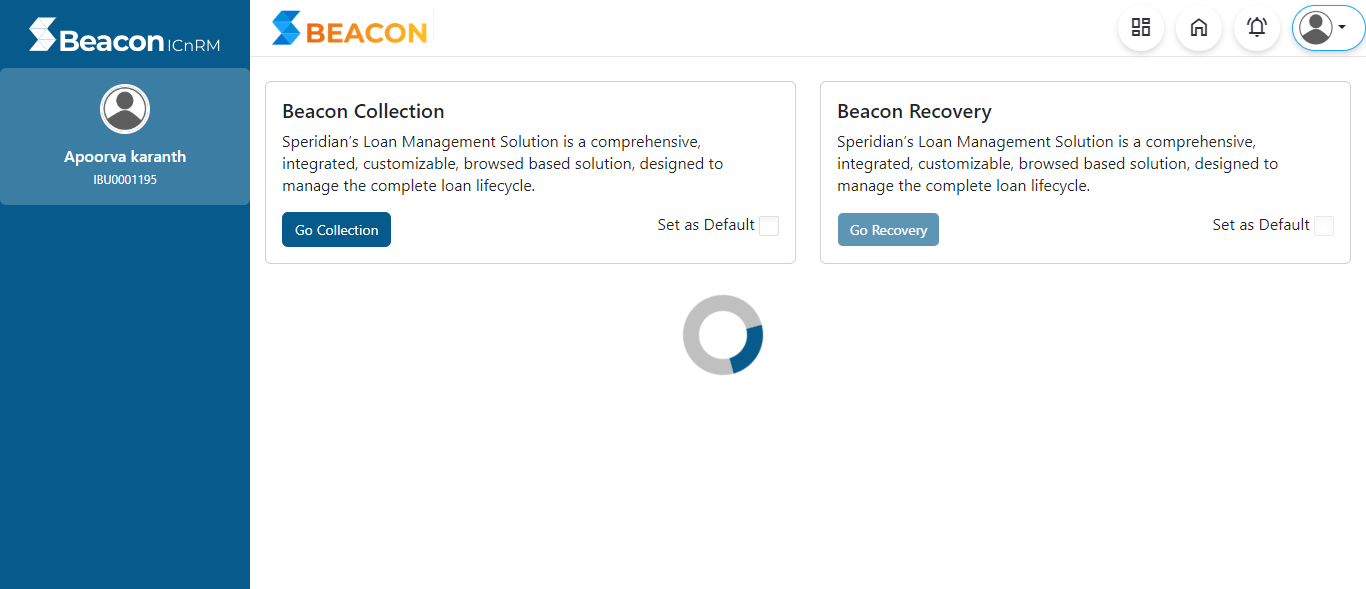 Beacon ICnRM
Apoorva karanth
IBU0001195
BEACON
Beacon Collection
Speridian’s Loan Management Solution is a comprehensive,
integrated, customizable, browsed based solution, designed to
manage the complete loan lifecycle.
Go Collection
Set as Default
Beacon Recovery
Speridian’s Loan Management Solution is a comprehensive,
integrated, customizable, browsed based solution, designed to
manage the complete loan lifecycle.
Go Recovery
Set as Default